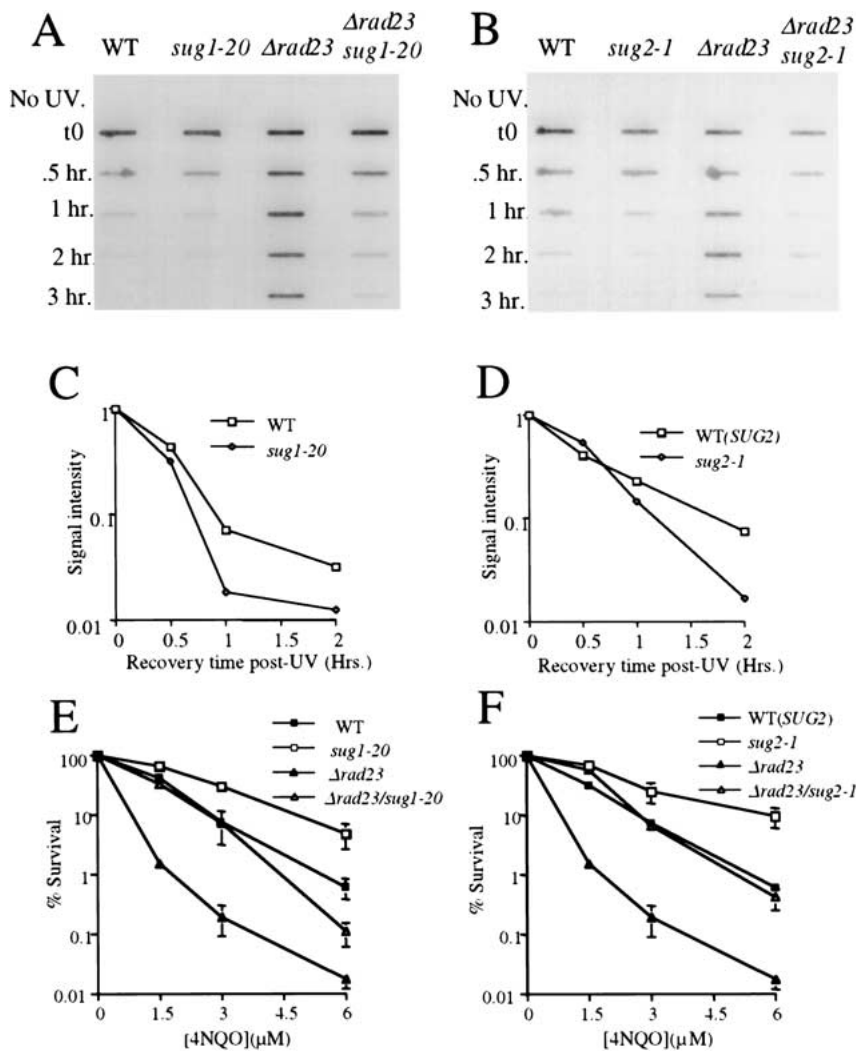 A
WT sug1-20 Δrad23 Δrad23 sug1-20
No UV.
t0
.5 hr.
1 hr.
2 hr.
3 hr.
B
WT sug2-1 Δrad23 Δrad23 sug2-1
No UV.
t0
.5 hr.
1 hr.
2 hr.
3 hr.
C
WT
sug1-20
Signal intensity
1
0.1
0.01
0 0.5 1 1.5 2
Recovery time post-UV (Hrs.)
D
WT(SUG2)
sug2-1
Signal intensity
1
0.1
0.01
0 0.5 1 1.5 2
Recovery time post-UV (Hrs.)
E
WT
sug1-20
Δrad23
Δrad23/sug1-20
% Survival
100
10
1
0.1
0.01
0 1.5 3 4.5 6
[4NQO](µM)
F
WT(SUG2)
sug2-1
Δrad23
Δrad23/sug2-1
% Survival
100
10
1
0.1
0.01
0 1.5 3 4.5 6
[4NQO](µM)